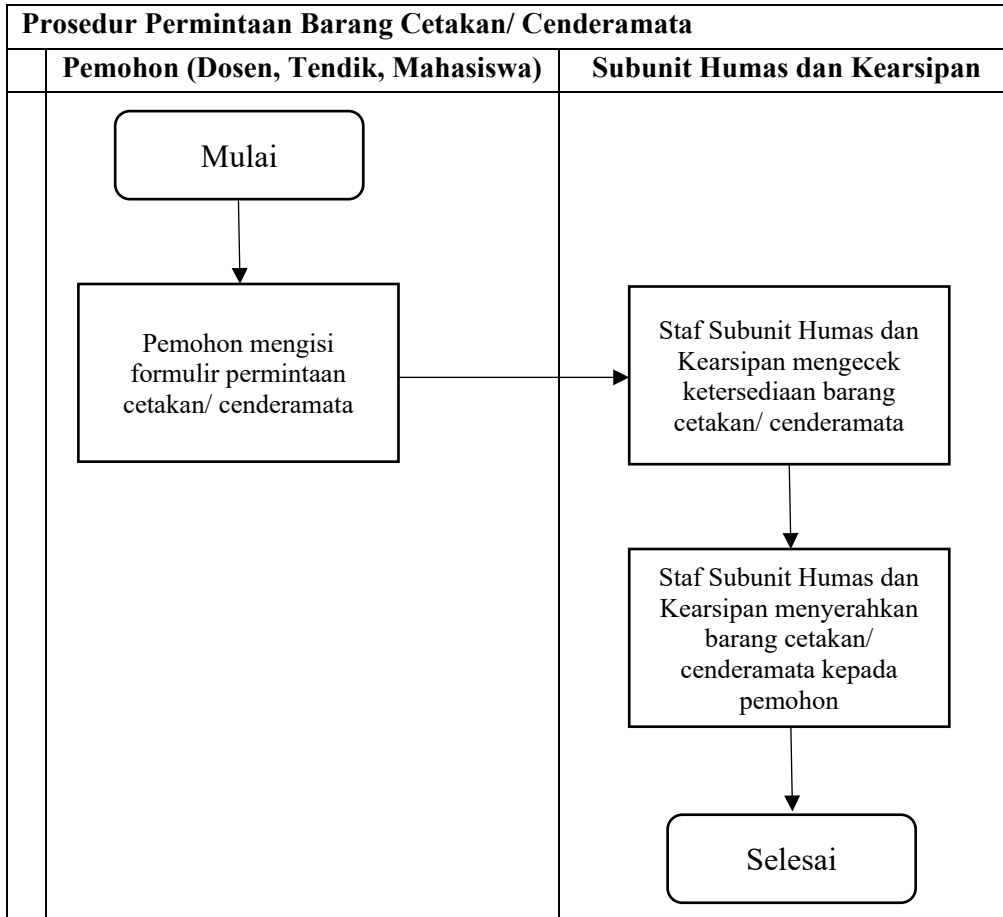 Prosedur Permintaan Barang Cetakan/ Cenderamata
Pemohon (Dosen, Tendik, Mahasiswa)
Subunit Humas dan Kearsipan
Mulai
Pemohon mengisi
formulir permintaan
cetakan/ cenderamata
Staf Subunit Humas dan
Kearsipan mengecek
ketersediaan barang
cetakan/ cenderamata
Staf Subunit Humas dan
Kearsipan menyerahkan
barang cetakan/
cenderamata kepada
pemohon
Selesai